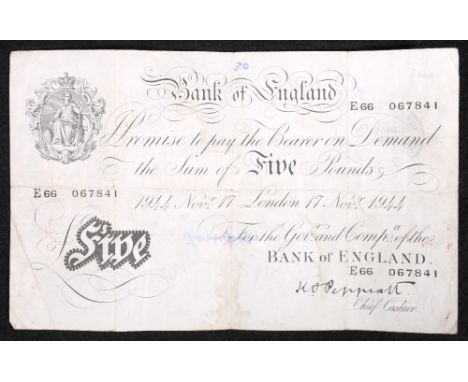 30
Bank of England
E66 067841
Promise to pay the Bearer on Demand
the Sum of Five Pounds
E66 067841
1944 Novr. 17 London 17 Novr. 1944
For the Govr. and Compa. of the
BANK of ENGLAND.
E66 067841
£Five
K O Peppiatt.
Chief Cashier.